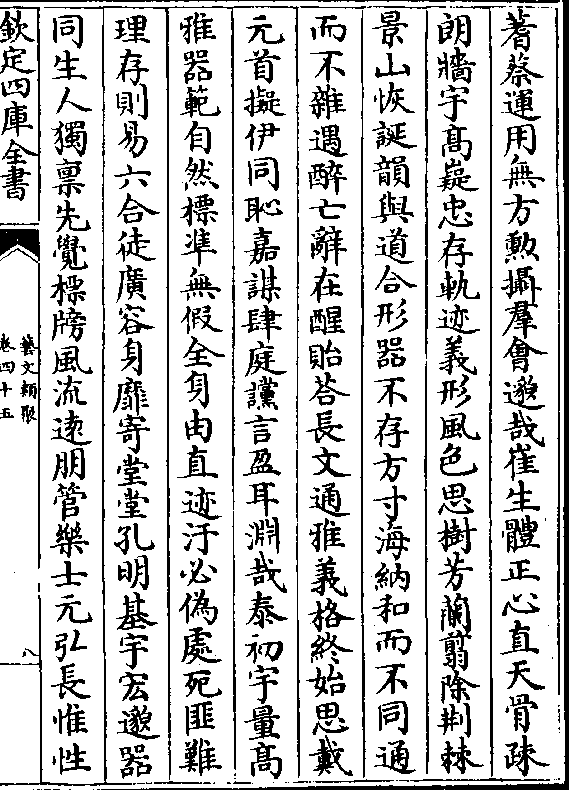 蓍蔡運用無方勲攝羣會邈哉崔生體正心直天骨疎
朗牆宇髙嶷忠存軌迹義形風色思樹芳蘭翦除荆棘
景山恢誕韻與道合形器不存方寸海納和而不同通
而不雜遇醉亡辭在醒貽荅長文通雅義格終始思戴
元首擬伊同恥嘉謀肆庭讜言盈耳淵哉泰初宇量髙
雅器範自然標凖無假全身由直迹汙必偽處死匪難
理存則易六合徒廣容身靡寄堂堂孔明基宇宏邈器
同生人獨禀先覺標牓風流逺朋管樂士元弘長惟性
欽定四庫全書
藝文類聚
卷四十五
八